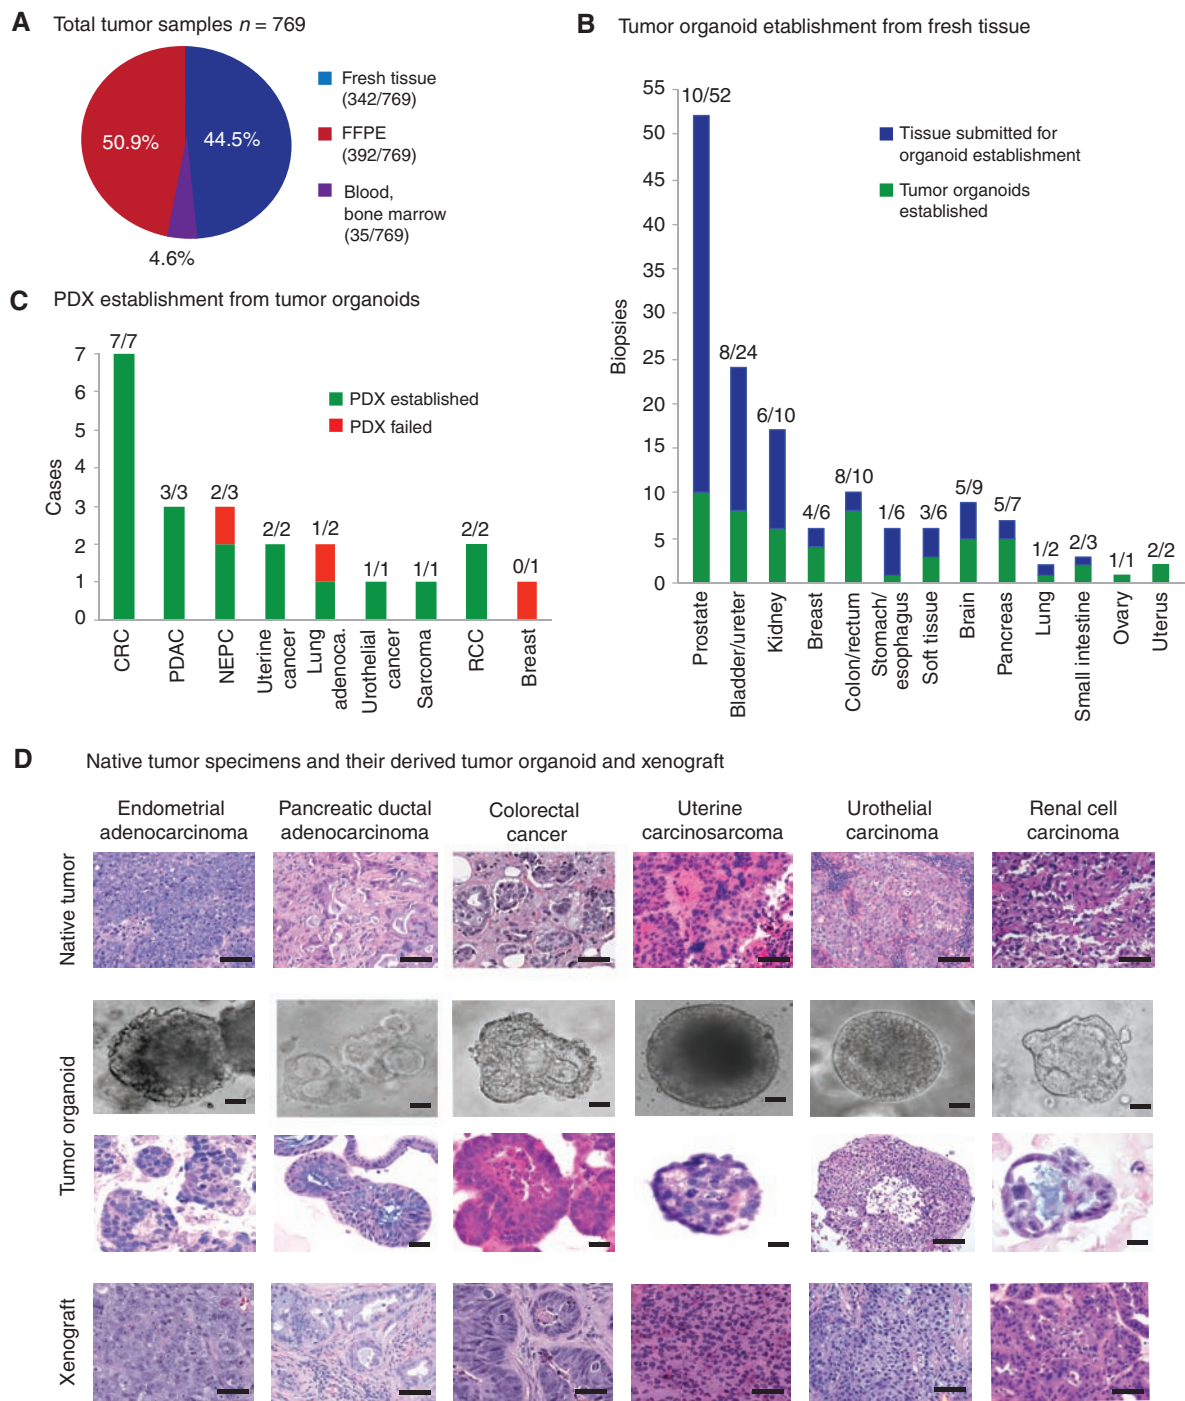 A Total tumor samples n = 769
50.9%
44.5%
4.6%
Fresh tissue
(342/769)
FFPE
(392/769)
Blood,
bone marrow
(35/769)
B Tumor organoid etablishment from fresh tissue
Biopsies
55
50
45
40
35
30
25
20
15
10
5
0
10/52
8/24
6/10
4/6
8/10
1/6
3/6
5/9
5/7
1/2
2/3
1/1
2/2
Tissue submitted for
organoid establishment
Tumor organoids
established
Prostate
Bladder/ureter
Kidney
Breast
Colon/rectum
Stomach/
esophagus
Soft tissue
Brain
Pancreas
Lung
Small intestine
Ovary
Uterus
C PDX establishment from tumor organoids
Cases
7
6
5
4
3
2
1
0
7/7
3/3
2/3
2/2
1/2
1/1
1/1
2/2
0/1
PDX established
PDX failed
CRC
PDAC
NEPC
Uterine
cancer
Lung
adenoca.
Urothelial
cancer
Sarcoma
RCC
Breast
D Native tumor specimens and their derived tumor organoid and xenograft
Endometrial
adenocarcinoma
Pancreatic ductal
adenocarcinoma
Colorectal
cancer
Uterine
carcinosarcoma
Urothelial
carcinoma
Renal cell
carcinoma
Native tumor
Tumor organoid
Xenograft